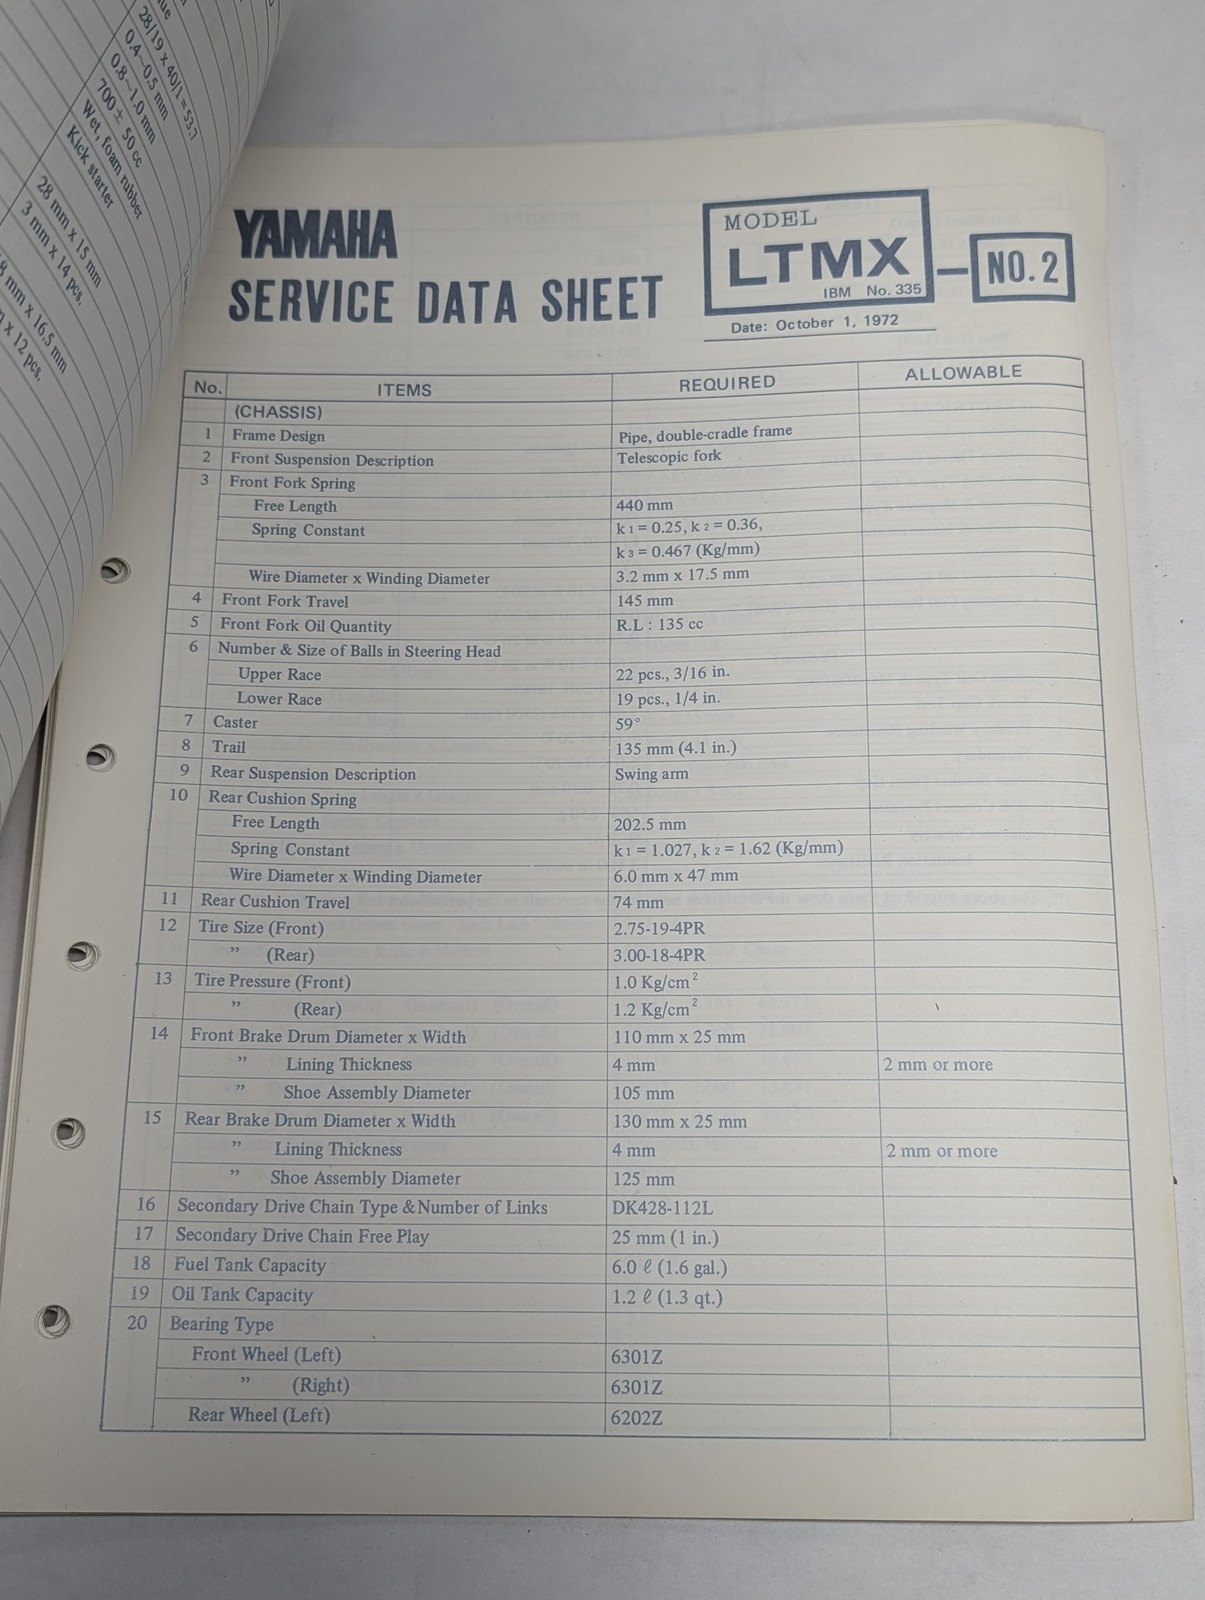 28/19 x 40/1 = 53.7
0.4~0.5 mm
0.8~1.0 mm
700 ± 50 cc
Wet, foam rubber
Kick starter
28 mm x 15 mm
3 mm x 14 pcs.
8 mm x 16.5 mm
x 12 pcs.
YAMAHA
SERVICE DATA SHEET
MODEL
LTMX
IBM No. 335
— NO. 2
Date: October 1, 1972
No. ITEMS REQUIRED ALLOWABLE
(CHASSIS)
1 Frame Design Pipe, double-cradle frame
2 Front Suspension Description Telescopic fork
3 Front Fork Spring
Free Length 440 mm
Spring Constant k1 = 0.25, k2 = 0.36,
k3 = 0.467 (Kg/mm)
Wire Diameter x Winding Diameter 3.2 mm x 17.5 mm
4 Front Fork Travel 145 mm
5 Front Fork Oil Quantity R.L : 135 cc
6 Number & Size of Balls in Steering Head
Upper Race 22 pcs., 3/16 in.
Lower Race 19 pcs., 1/4 in.
7 Caster 59°
8 Trail 135 mm (4.1 in.)
9 Rear Suspension Description Swing arm
10 Rear Cushion Spring
Free Length 202.5 mm
Spring Constant k1 = 1.027, k2 = 1.62 (Kg/mm)
Wire Diameter x Winding Diameter 6.0 mm x 47 mm
11 Rear Cushion Travel 74 mm
12 Tire Size (Front) 2.75-19-4PR
” (Rear) 3.00-18-4PR
13 Tire Pressure (Front) 1.0 Kg/cm²
” (Rear) 1.2 Kg/cm²
14 Front Brake Drum Diameter x Width 110 mm x 25 mm
” Lining Thickness 4 mm 2 mm or more
” Shoe Assembly Diameter 105 mm
15 Rear Brake Drum Diameter x Width 130 mm x 25 mm
” Lining Thickness 4 mm 2 mm or more
” Shoe Assembly Diameter 125 mm
16 Secondary Drive Chain Type & Number of Links DK428-112L
17 Secondary Drive Chain Free Play 25 mm (1 in.)
18 Fuel Tank Capacity 6.0 ℓ (1.6 gal.)
19 Oil Tank Capacity 1.2 ℓ (1.3 qt.)
20 Bearing Type
Front Wheel (Left) 6301Z
” (Right) 6301Z
Rear Wheel (Left) 6202Z